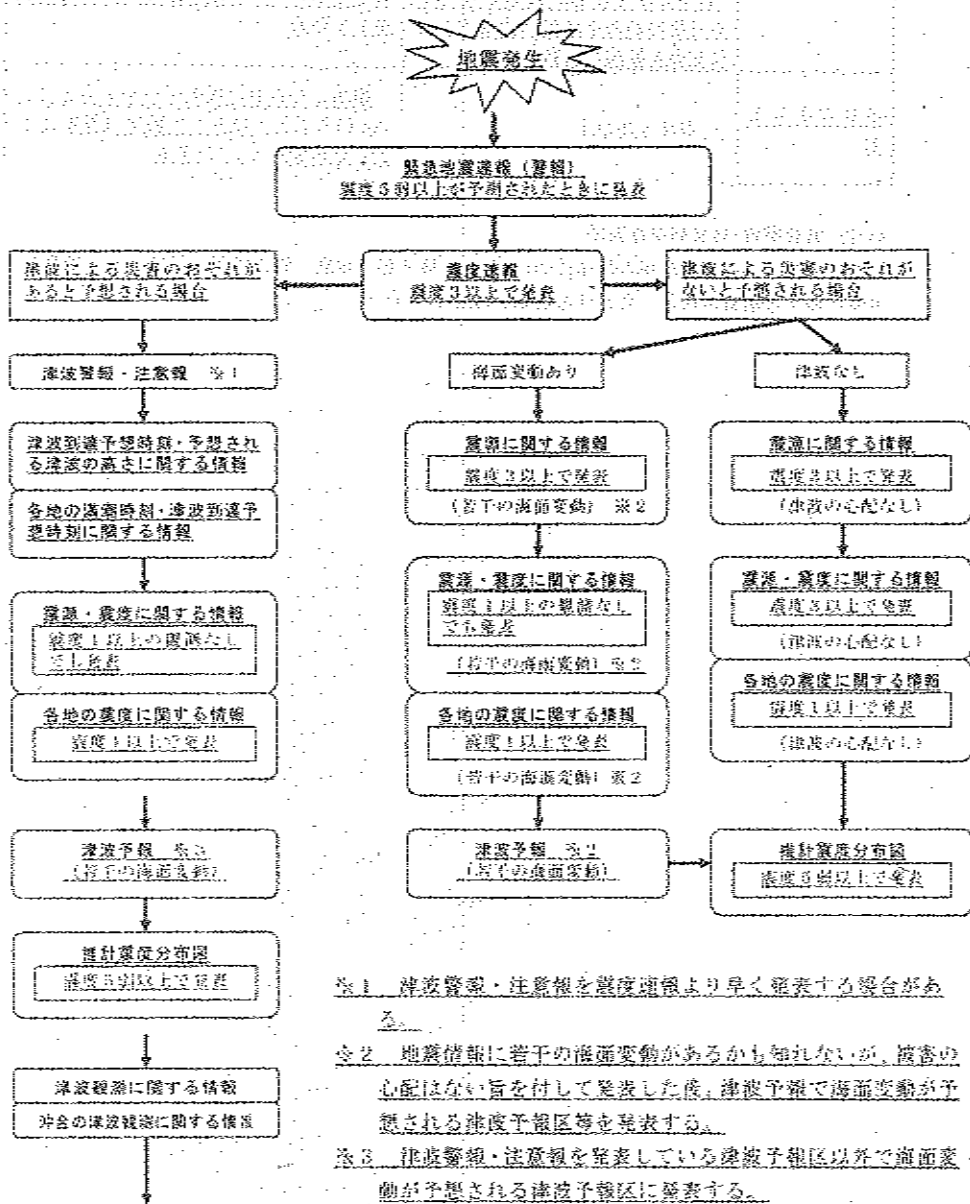 地震発生
緊急地震速報（警報）
震度5弱以上が予測されたときに発表
津波による災害のおそれが
あると予想される場合
震度速報
震度3以上で発表
津波による災害のおそれが
ないと予想される場合
津波警報・注意報　※1
海面変動あり
津波なし
津波到達予想時刻・予想され
る津波の高さに関する情報
各地の満潮時刻・津波到達予
想時刻に関する情報
震源・震度に関する情報
震度1以上の観測なし
でも発表
各地の震度に関する情報
震度1以上で発表
津波予報　※3
（若干の海面変動）
推計震度分布図
震度5弱以上で発表
津波観測に関する情報
沖合の津波観測に関する情報
震源に関する情報
震度3以上で発表
（若干の海面変動）※2
震源・震度に関する情報
震度1以上の観測なし
でも発表
（若干の海面変動）※2
各地の震度に関する情報
震度1以上で発表
（若干の海面変動）※2
津波予報　※2
（若干の海面変動）
震源に関する情報
震度3以上で発表
（津波の心配なし）
震源・震度に関する情報
震度3以上で発表
（津波の心配なし）
各地の震度に関する情報
震度1以上で発表
（津波の心配なし）
推計震度分布図
震度5弱以上で発表
※1　津波警報・注意報を震度速報より早く発表する場合があ
る。
※2　地震情報に若干の海面変動があるかも知れないが、被害の
心配はない旨を付して発表した後、津波予報で海面変動が予
想される津波予報区等を発表する。
※3　津波警報・注意報を発表している津波予報区以外で海面変
動が予想される津波予報区に発表する。